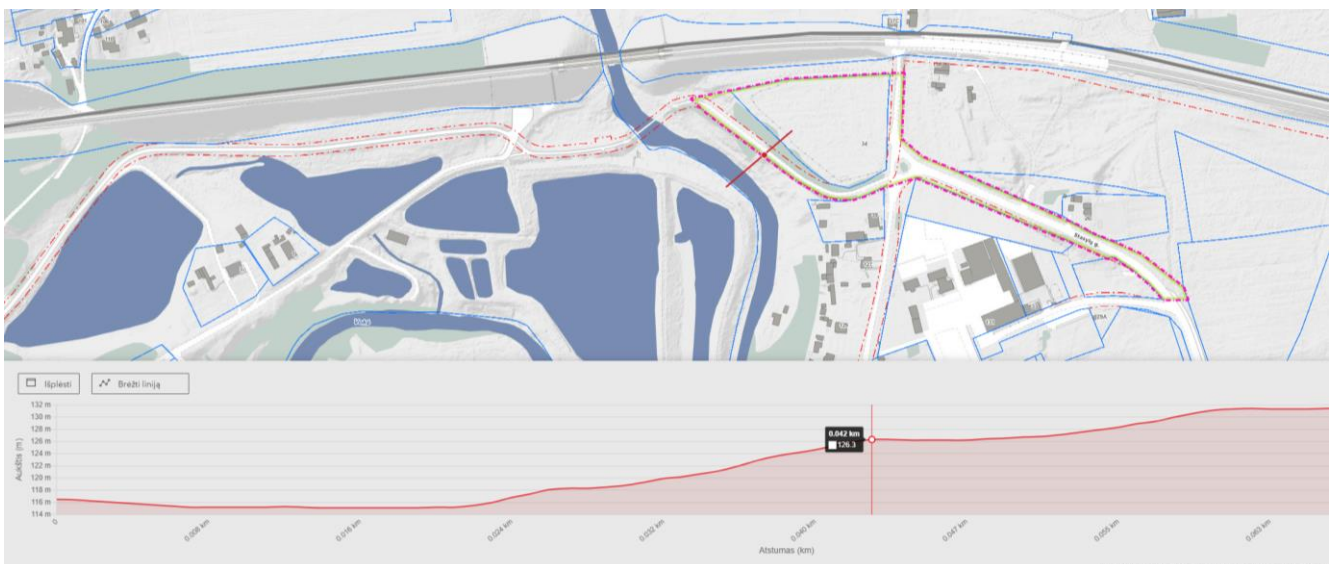 34
Stasylų g.
Išplėsti
Brėžti liniją
132 m
130 m
128 m
126 m
124 m
122 m
120 m
118 m
116 m
114 m
Aukštis (m)
0.042 km
126.3
0
0.008 km
0.016 km
0.024 km
0.032 km
0.040 km
0.047 km
0.055 km
0.063 km
Atstumas (km)